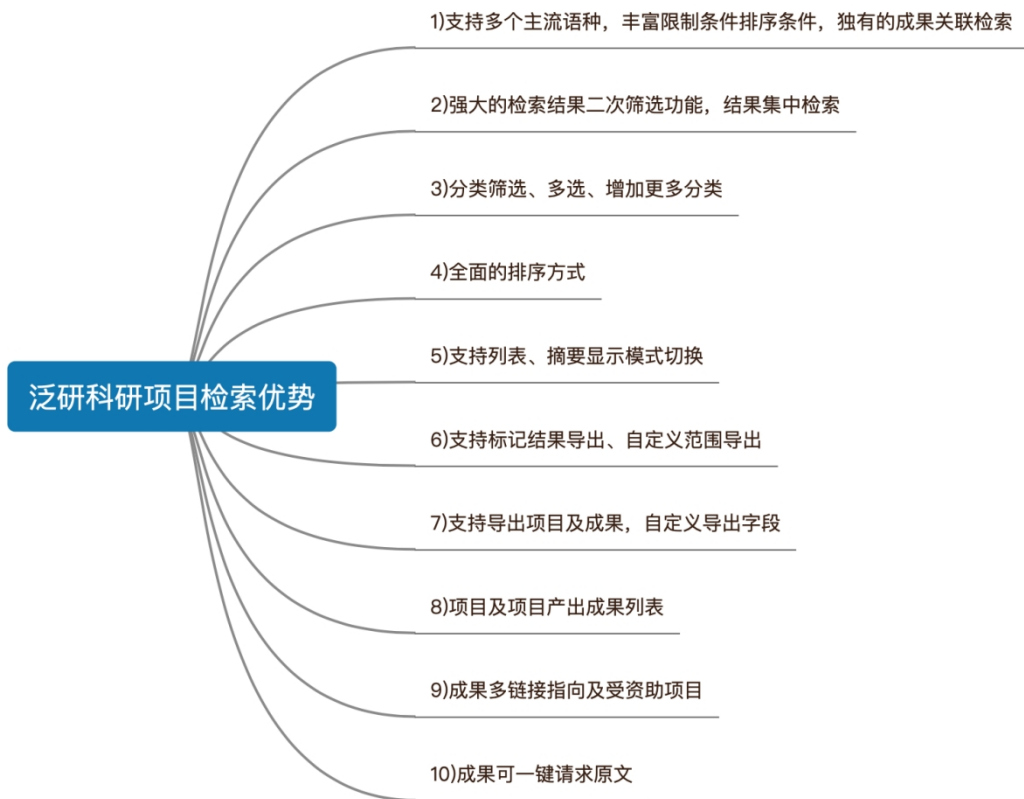 1)支持多个主流语种，丰富限制条件排序条件，独有的成果关联检索
2)强大的检索结果二次筛选功能，结果集中检索
3)分类筛选、多选、增加更多分类
4)全面的排序方式
5)支持列表、摘要显示模式切换
泛研科研项目检索优势
6)支持标记结果导出、自定义范围导出
7)支持导出项目及成果，自定义导出字段
8)项目及项目产出成果列表
9)成果多链接指向及受资助项目
10)成果可一键请求原文